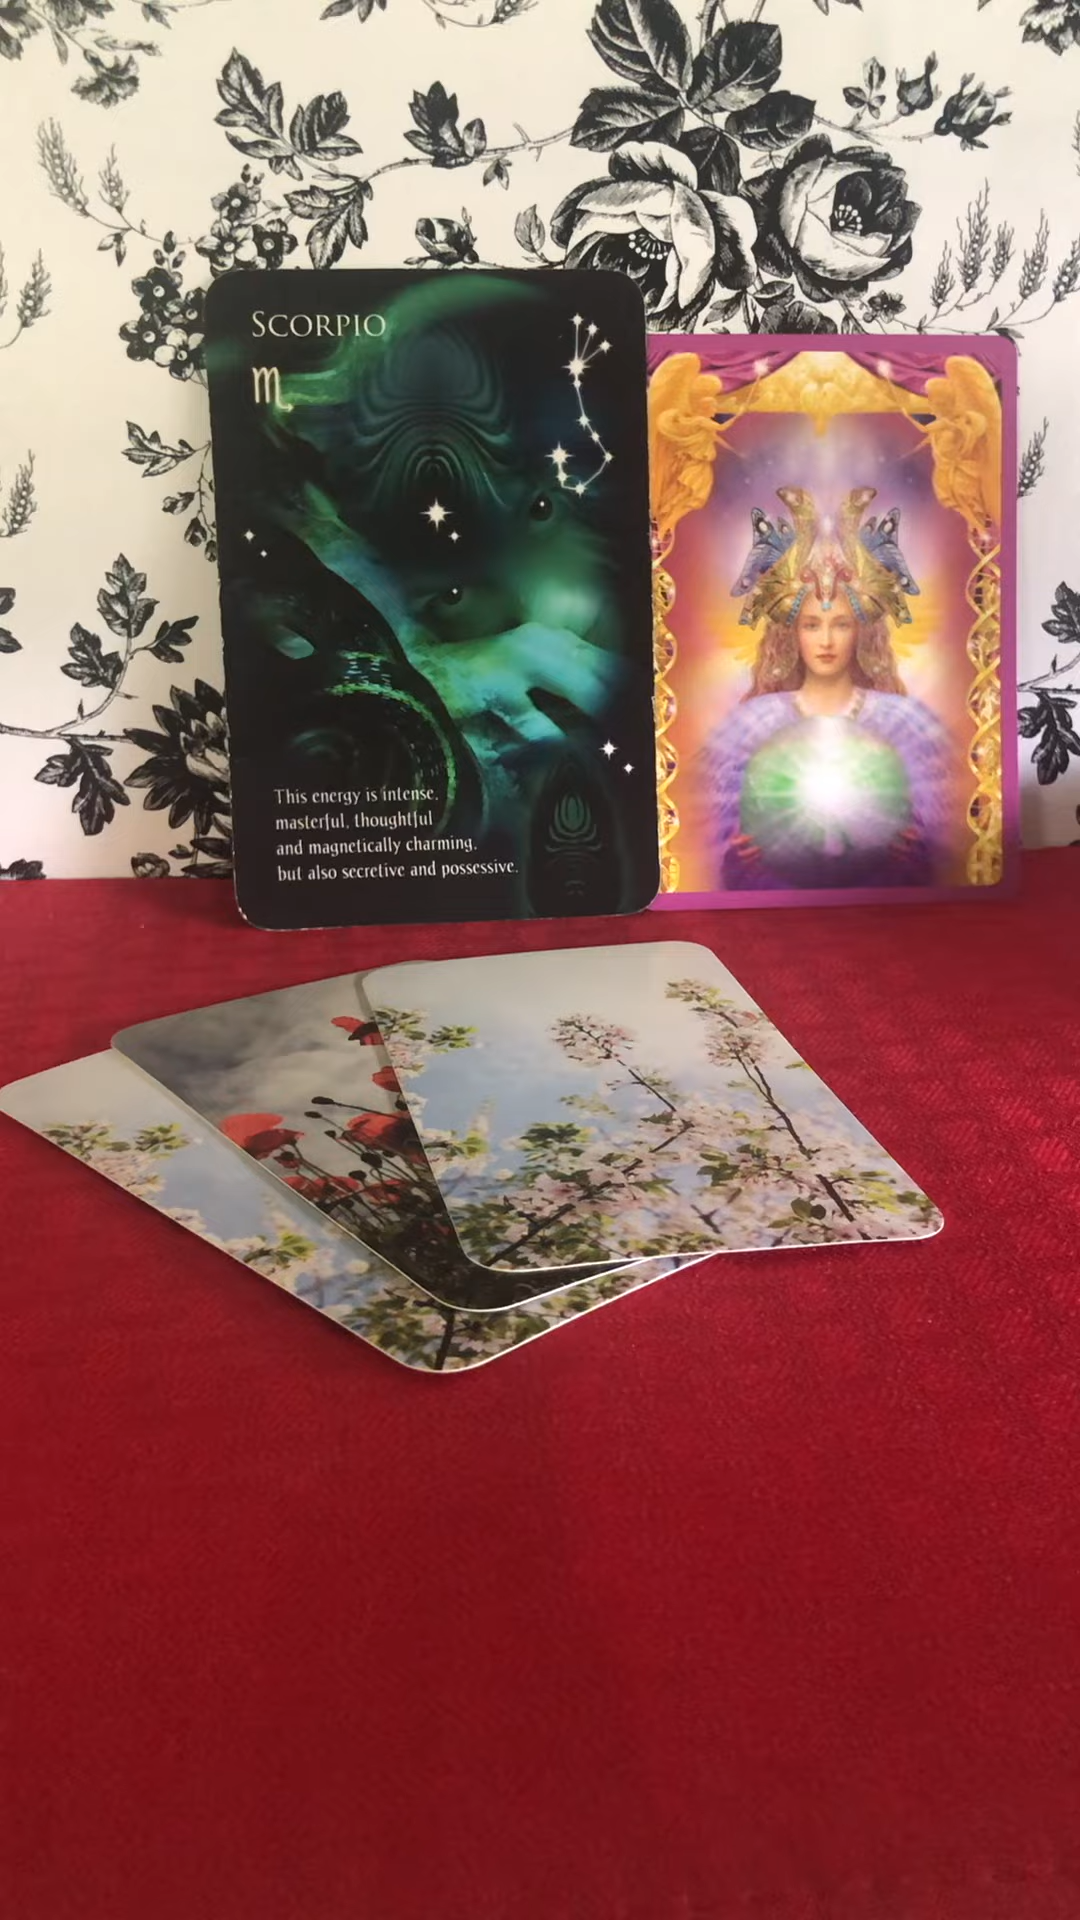 SCORPIO
♏
This energy is intense,
masterful, thoughtful
and magnetically charming,
but also secretive and possessive.